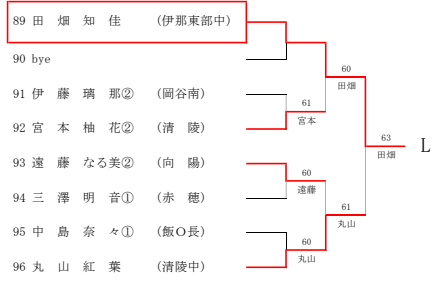 89 田 畑 知 佳 (伊那東部中)
90 bye
91 伊 藤 璃 那② (岡谷南)
92 宮 本 柚 花② (清 陵)
93 遠 藤 なる美② (向 陽)
94 三 澤 明 音① (赤 穂)
95 中 島 奈 々① (飯O長)
96 丸 山 紅 葉 (清陵中)
61
宮本
60
遠藤
60
丸山
60
田畑
61
丸山
63
田畑
L